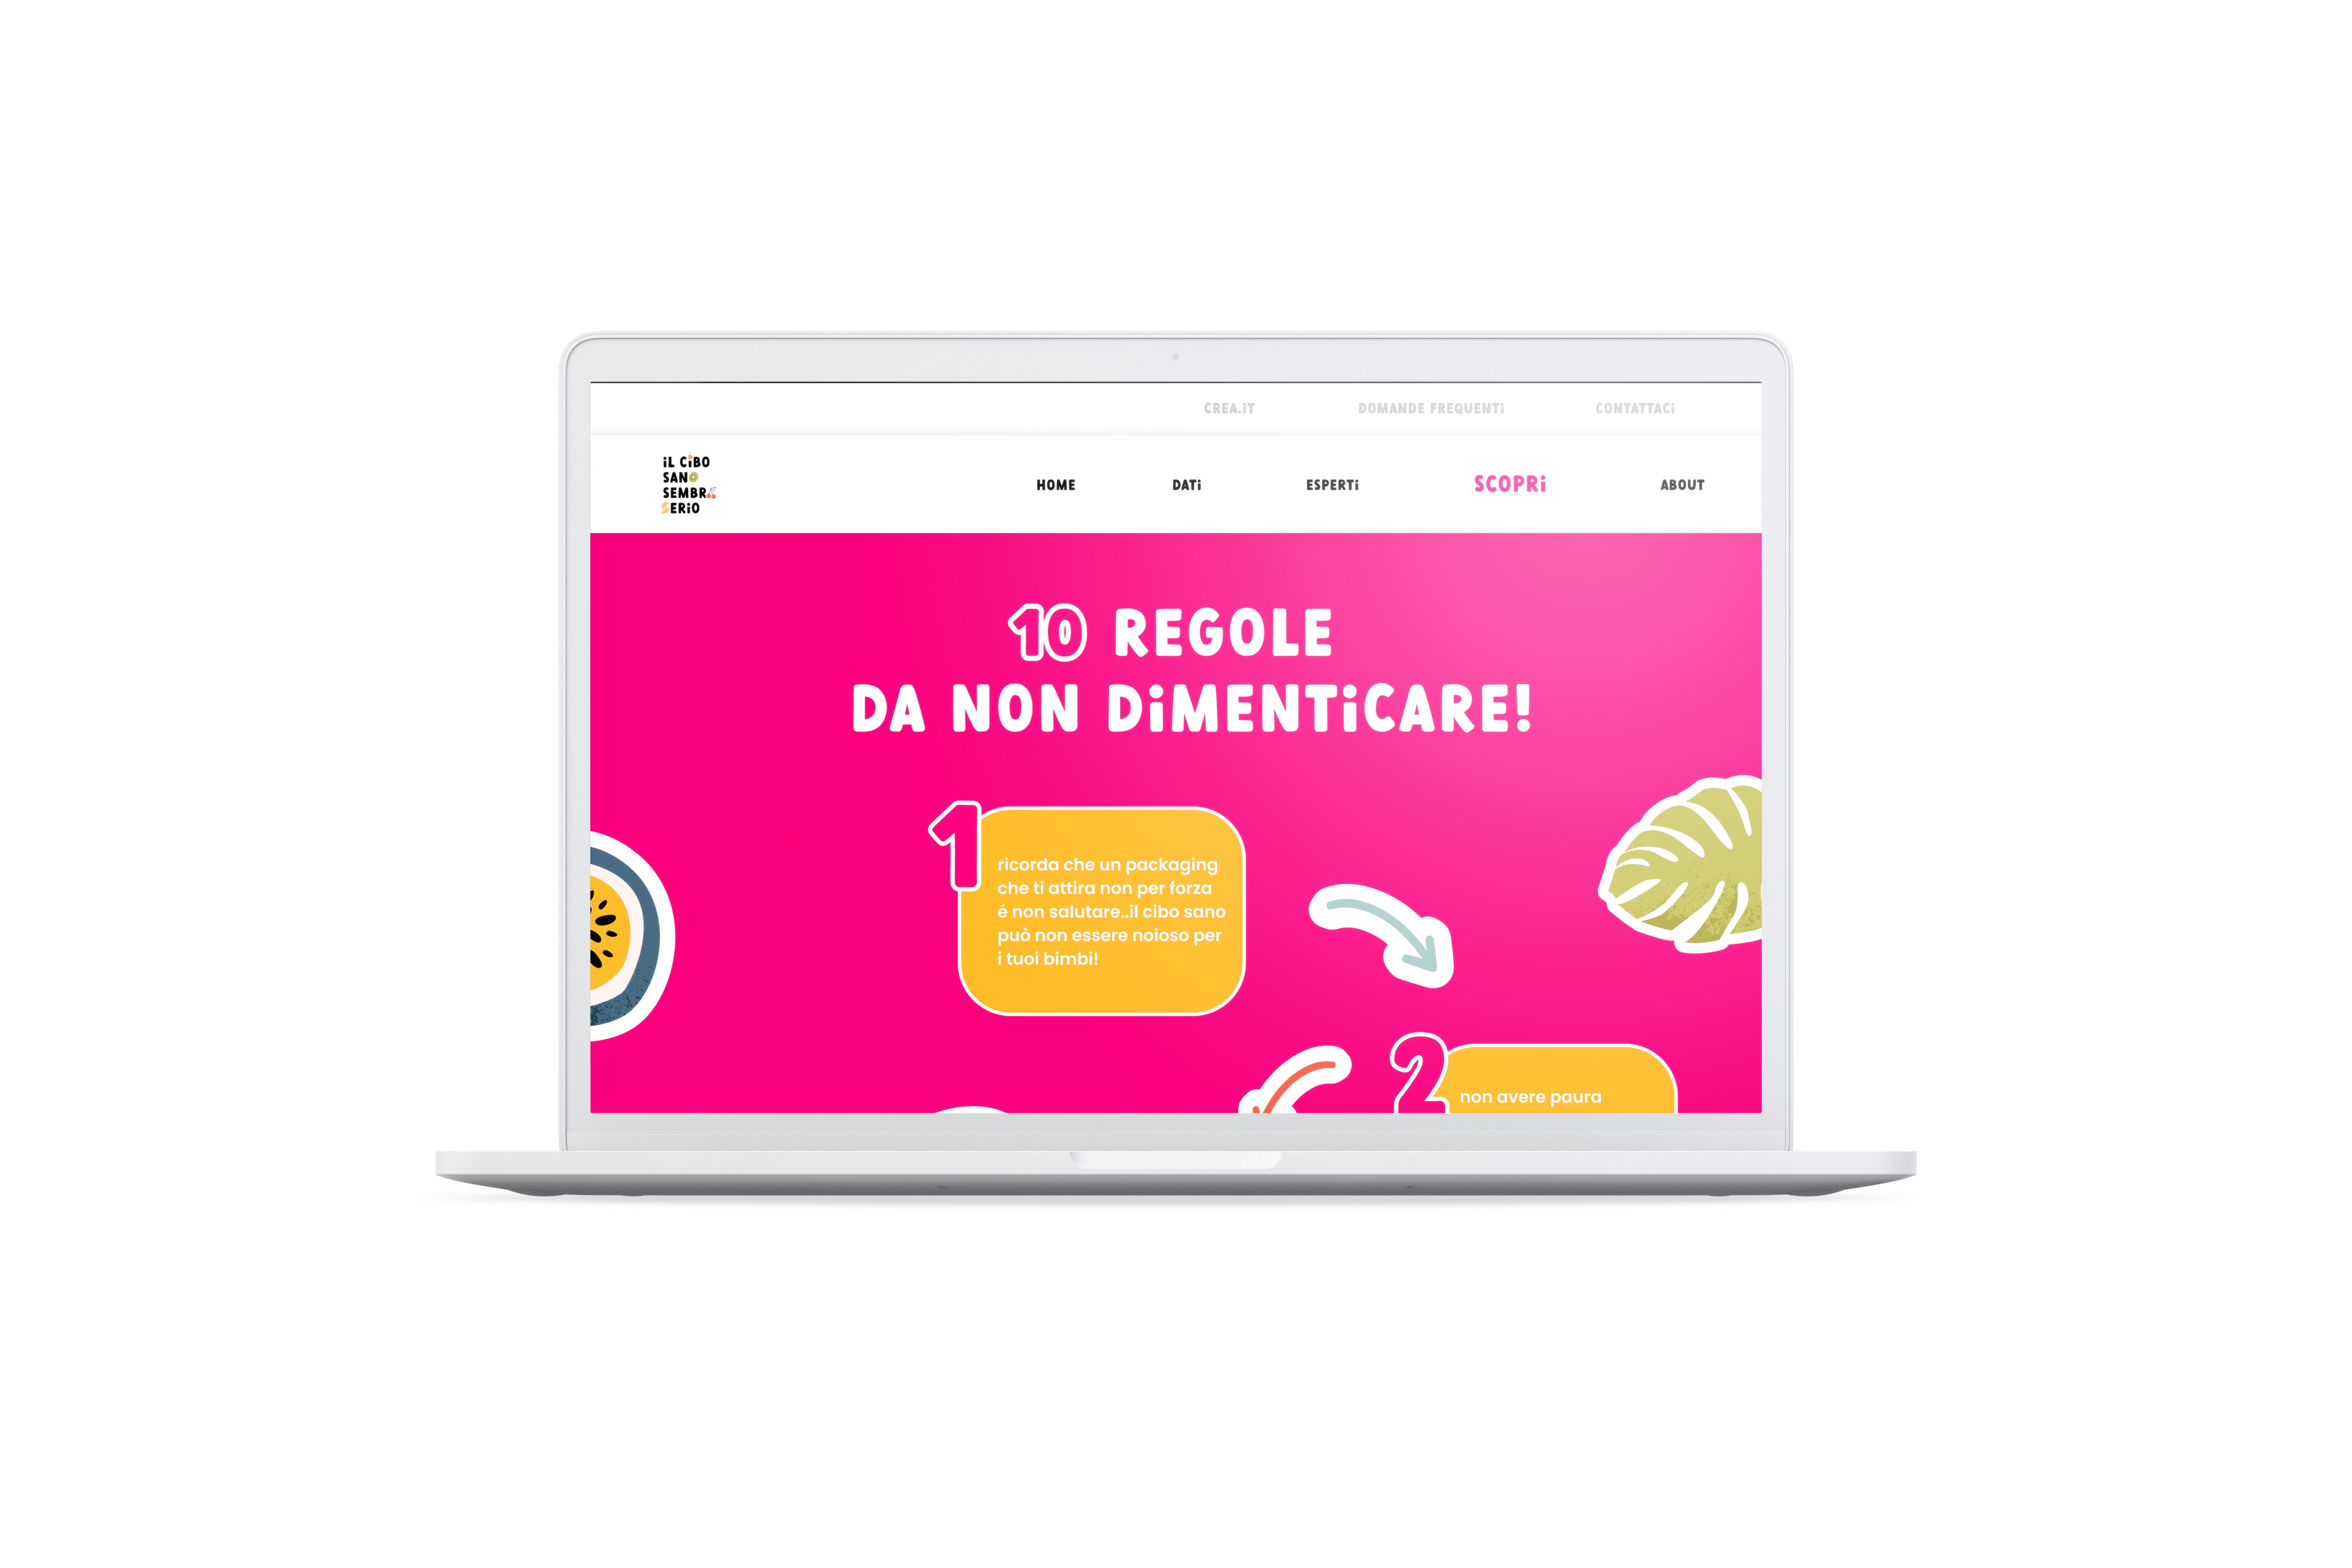 CREA.iT DOMANDE FREQUENTi CONTATTACi
iL CiBO
SANO
SEMBRA
SERiO
HOME DATi ESPERTi SCOPRi ABOUT
10 REGOLE
DA NON DiMENTiCARE!
1
ricorda che un packaging
che ti attira non per forza
é non salutare..il cibo sano
può non essere noioso per
i tuoi bimbi!
2
non avere paura